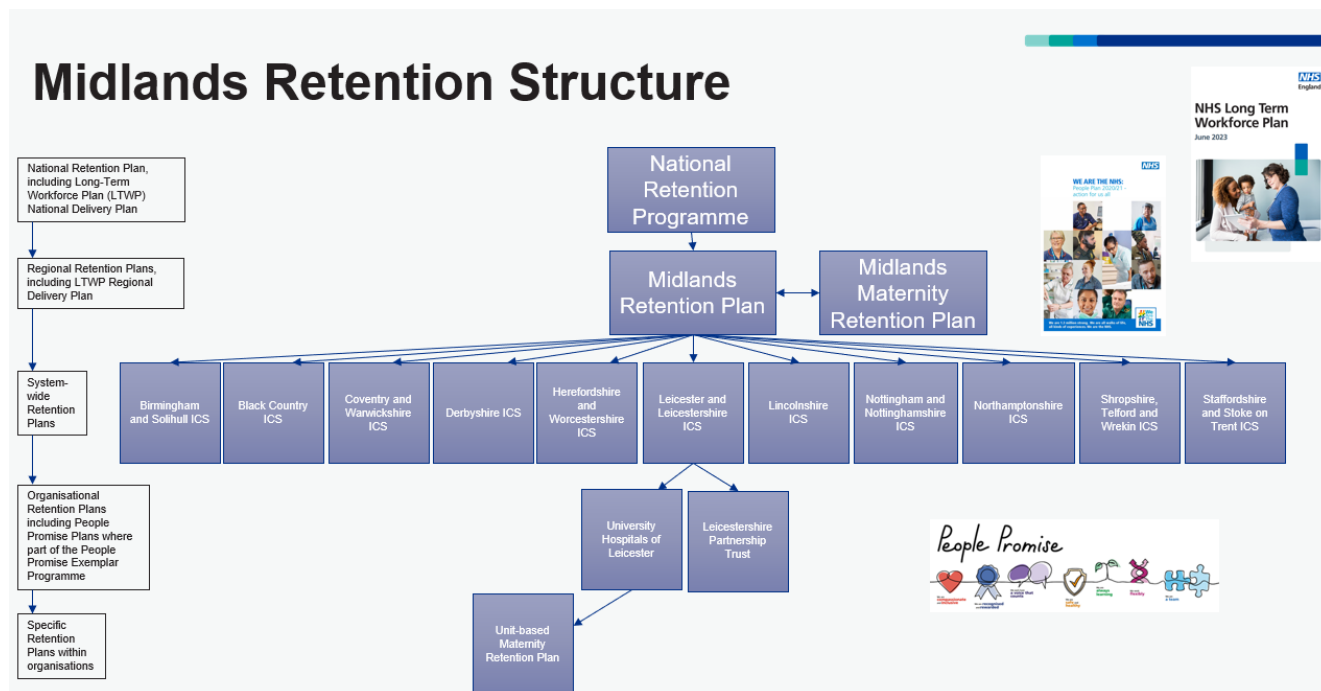 Midlands Retention Structure
NHS
England
NHS Long Term
Workforce Plan
June 2023
NHS
WE ARE THE NHS:
People Plan 2020/21 -
action for us all
NHS
National Retention Plan,
including Long-Term
Workforce Plan (LTWP)
National Delivery Plan
Regional Retention Plans,
including LTWP Regional
Delivery Plan
System-
wide
Retention
Plans
Organisational
Retention Plans
including People
Promise Plans where
part of the People
Promise Exemplar
Programme
Specific
Retention
Plans within
organisations
National
Retention
Programme
Midlands
Retention Plan
Midlands
Maternity
Retention Plan
Birmingham
and Solihull ICS
Black Country
ICS
Coventry and
Warwickshire
ICS
Derbyshire ICS
Herefordshire
and
Worcestershire
ICS
Leicester and
Leicestershire
ICS
Lincolnshire
ICS
Nottingham and
Nottinghamshire
ICS
Northamptonshire
ICS
Shropshire,
Telford and
Wrekin ICS
Staffordshire
and Stoke on
Trent ICS
University
Hospitals of
Leicester
Leicestershire
Partnership
Trust
Unit-based
Maternity
Retention Plan
People Promise